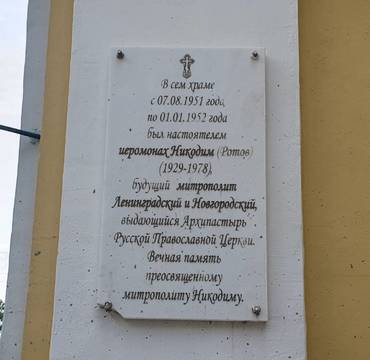 В сем храме
с 07.08.1951 года,
по 01.01.1952 года
был настоятелем
иеромонах Никодим (Ротов)
(1929-1978),
будущий митрополит
Ленинградский и Новгородский,
выдающийся Архипастырь
Русской Православной Церкви.
Вечная память
преосвященному
митрополиту Никодиму.